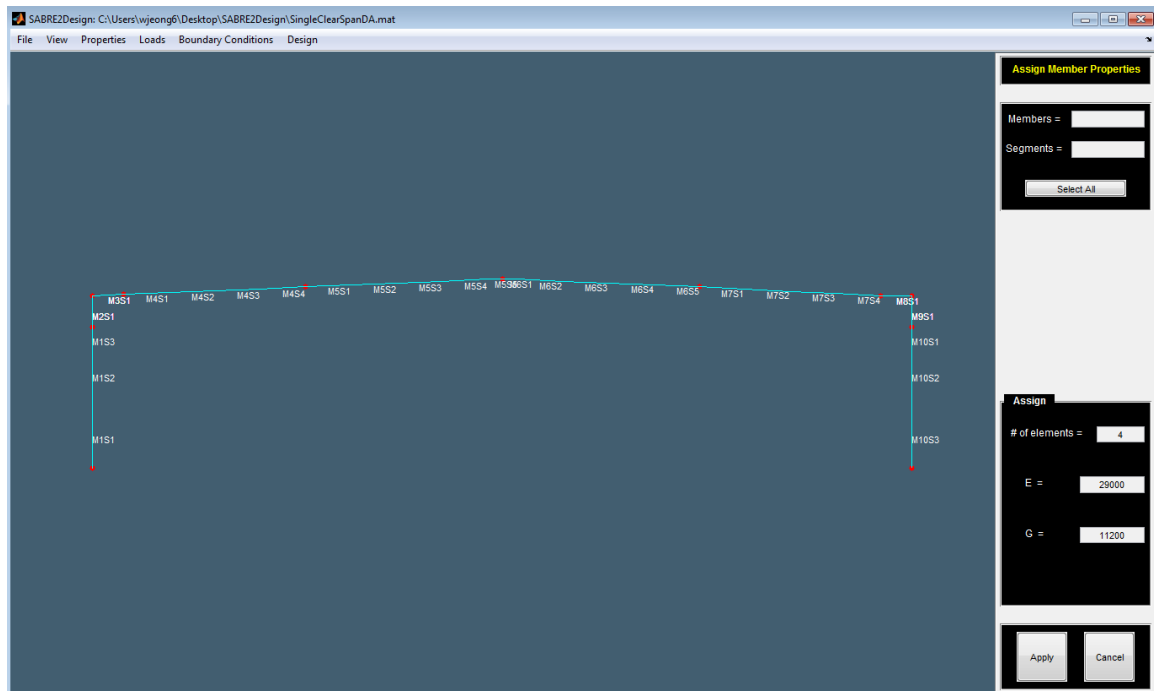 SABRE2Design: C:\Users\wjeong6\Desktop\SABRE2Design\SingleClearSpanDA.mat
File View Properties Loads Boundary Conditions Design
Assign Member Properties
Members =
Segments =
Select All
M3S1 M4S1 M4S2 M4S3 M4S4 M5S1 M5S2 M5S3 M5S4 M6S1 M6S2 M6S3 M6S4 M6S5 M7S1 M7S2 M7S3 M7S4 M8S1
M2S1 M9S1
M1S3 M10S1
M1S2 M10S2
M1S1 M10S3
Assign
# of elements = 4
E = 29000
G = 11200
Apply Cancel